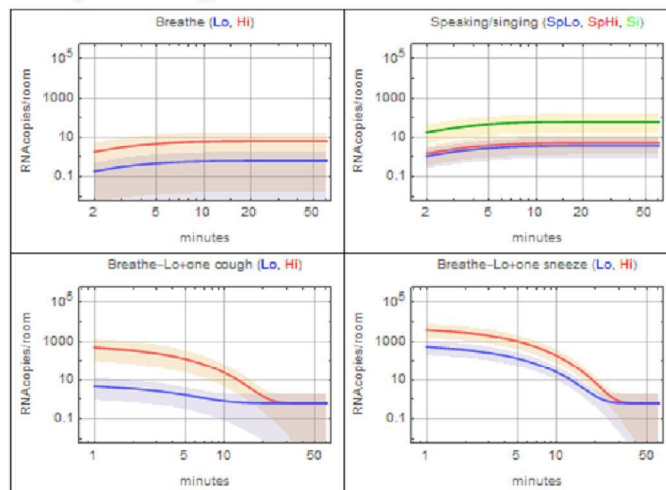 Breathe (Lo, Hi)
10⁵
1000
10
0.1
RNAcopies/room
2
5
10
20
50
minutes
Speaking/singing (SpLo, SpHi, Si)
10⁵
1000
10
0.1
RNAcopies/room
2
5
10
20
50
minutes
Breathe–Lo+one cough (Lo, Hi)
10⁵
1000
10
0.1
RNAcopies/room
1
5
10
50
minutes
Breathe–Lo+one sneeze (Lo, Hi)
10⁵
1000
10
0.1
RNAcopies/room
1
5
10
50
minutes